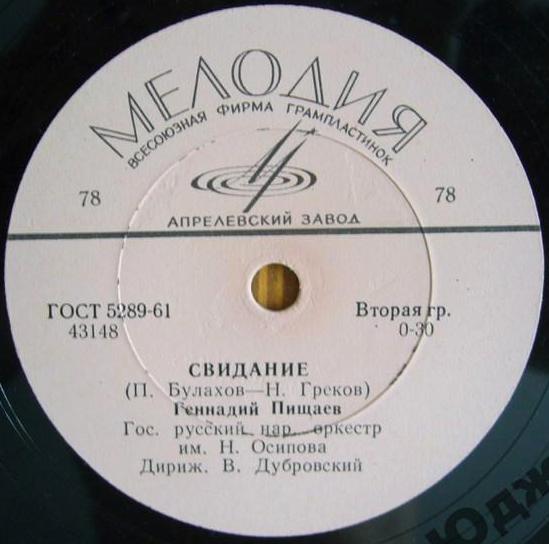 МЕЛОДИЯ
ВСЕСОЮЗНАЯ ФИРМА ГРАМПЛАСТИНОК
78 78
АПРЕЛЕВСКИЙ ЗАВОД
ГОСТ 5289-61 Вторая гр.
43148 0-30
СВИДАНИЕ
(П. Булахов—Н. Греков)
Геннадий Пищаев
Гос. русский нар. оркестр
им. Н. Осипова
Дириж. В. Дубровский